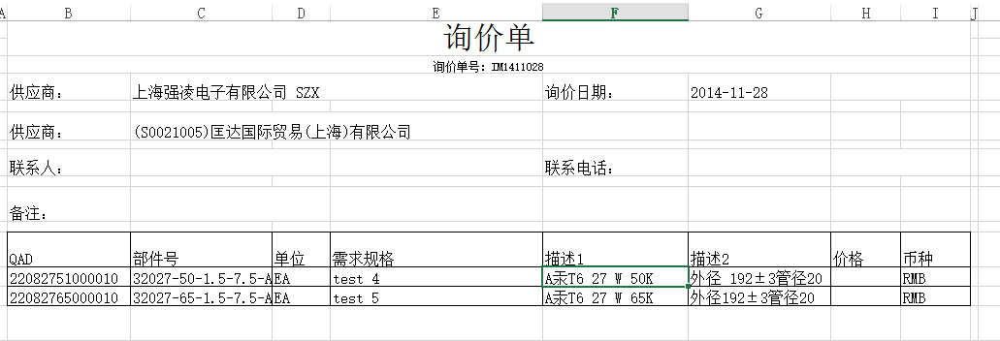 A B C D E F G H I J
询价单
询价单号：IM1411028
供应商： 上海强凌电子有限公司 SZX 询价日期： 2014-11-28
供应商： (S0021005)匡达国际贸易(上海)有限公司
联系人： 联系电话：
备注：
QAD 部件号 单位 需求规格 描述1 描述2 价格 币种
22082751000010 32027-50-1.5-7.5-A EA test 4 A汞T6 27 W 50K 外径 192±3管径20 RMB
22082765000010 32027-65-1.5-7.5-A EA test 5 A汞T6 27 W 65K 外径192±3管径20 RMB